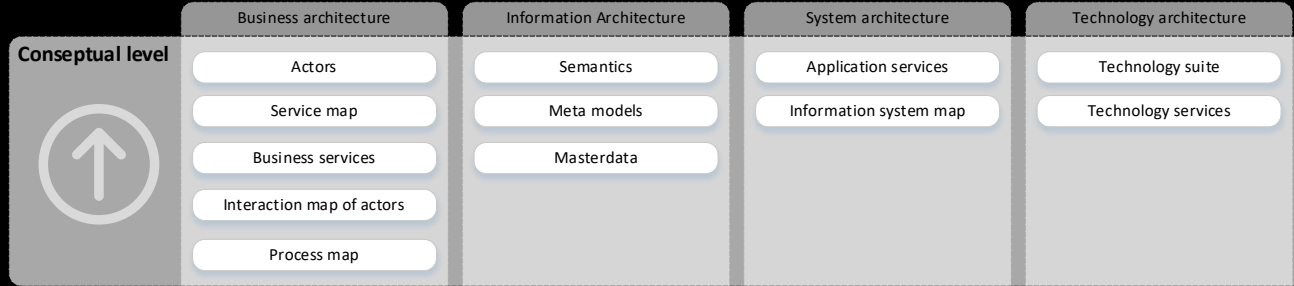 Business architecture
Information Architecture
System architecture
Technology architecture
Conseptual level
Actors
Service map
Business services
Interaction map of actors
Process map
Semantics
Meta models
Masterdata
Application services
Information system map
Technology suite
Technology services